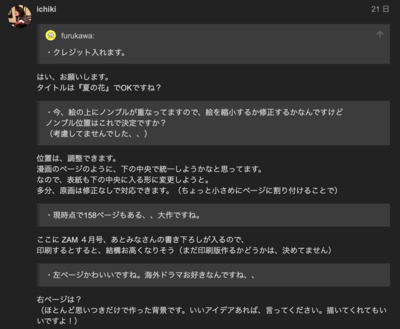 ichiki
21 日
furukawa:
・クレジット入れます。
はい、お願いします。
タイトルは『夏の花』でOKですね？
・今、絵の上にノンブルが重なってますので、絵を縮小するか修正するかなんですけど
ノンブル位置はこれで決定ですか？
（考慮してませんでした、、）
位置は、調整できます。
漫画のページのように、下の中央で統一しようかなと思ってます。
なので、表紙も下の中央に入る形に変更しようと。
多分、原画は修正なしで対応できます。（ちょっと小さめにページに割り付けることで）
・現時点で158ページもある、、大作ですね。
ここに ZAM ４月号、あとみなさんの書き下ろしが入るので、
印刷するとすると、結構お高くなりそう（まだ印刷版作るかどうかは、決めてません）
・左ページかわいいですね。海外ドラマお好きなんですね、、
右ページは？
（ほとんど思いつきだけで作った背景です。いいアイデアあれば、言ってください。描いてくれてもい
いですよ！）